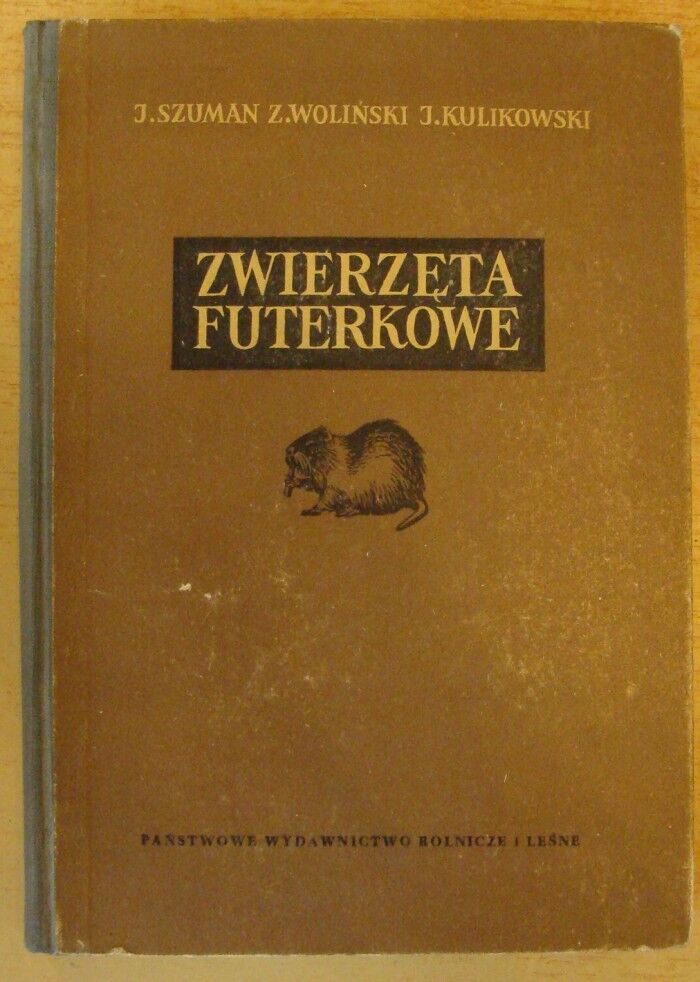 J. SZUMAN Z. WOLIŃSKI J. KULIKOWSKI
ZWIERZĘTA
FUTERKOWE
PAŃSTWOWE WYDAWNICTWO ROLNICZE I LEŚNE